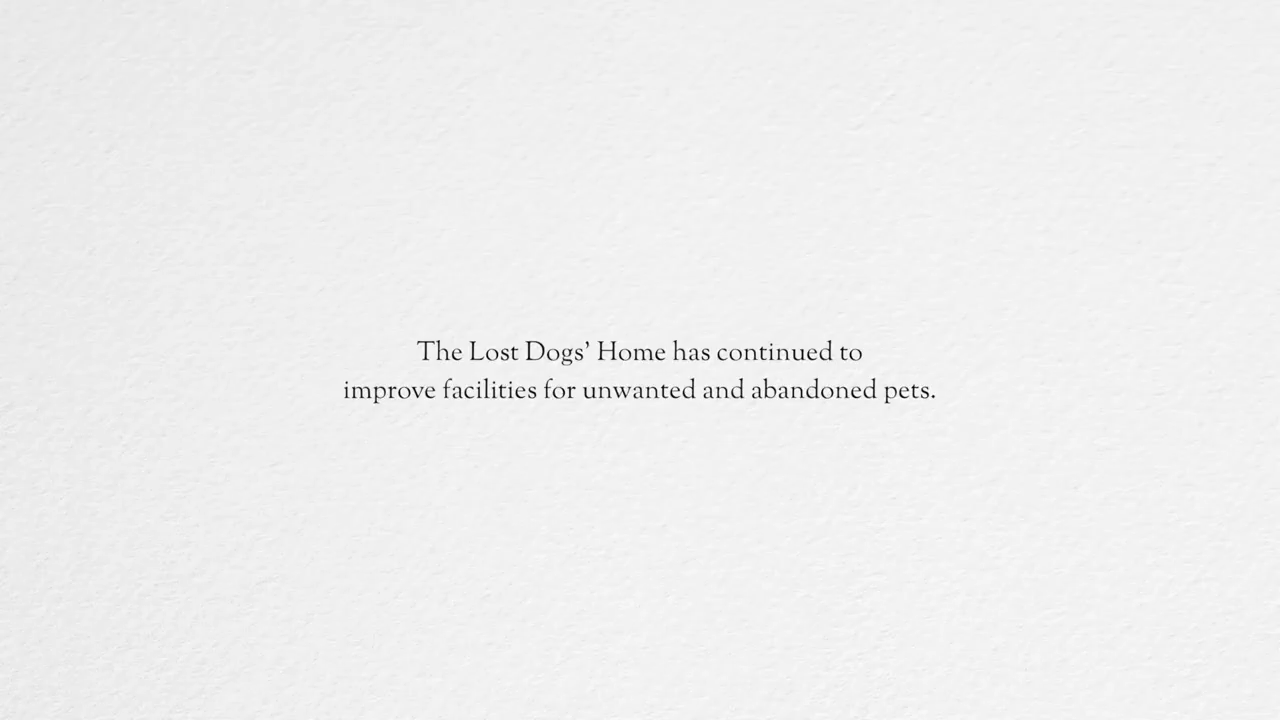 The Lost Dogs’ Home has continued to
improve facilities for unwanted and abandoned pets.